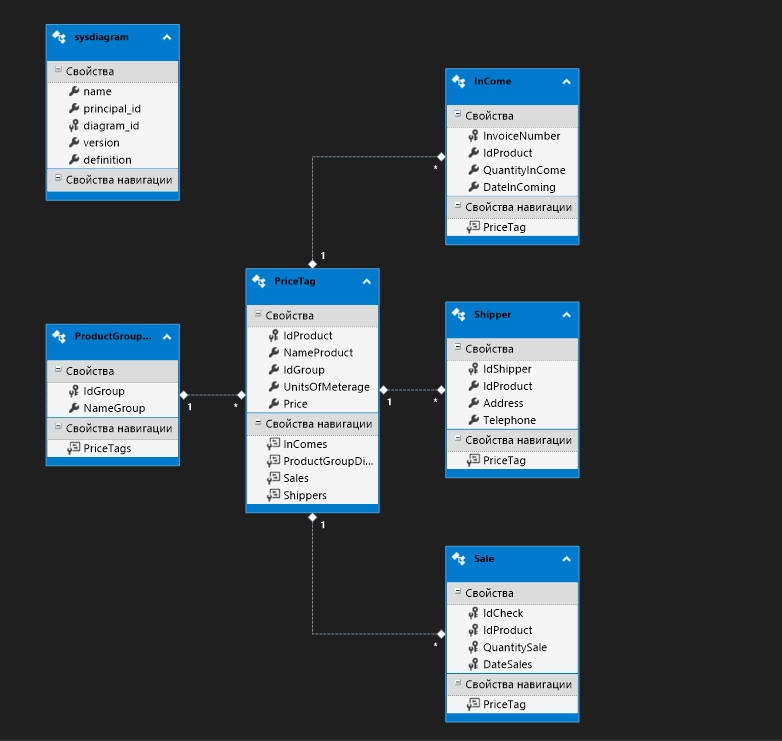 sysdiagram
Свойства
name
principal_id
diagram_id
version
definition
Свойства навигации
InCome
Свойства
InvoiceNumber
IdProduct
QuantityInCome
DateInComing
Свойства навигации
PriceTag
*
1
PriceTag
Свойства
IdProduct
NameProduct
IdGroup
UnitsOfMeterage
Price
Свойства навигации
InComes
ProductGroupDi...
Sales
Shippers
ProductGroup...
Свойства
IdGroup
NameGroup
Свойства навигации
PriceTags
1
*
Shipper
Свойства
IdShipper
IdProduct
Address
Telephone
Свойства навигации
PriceTag
1
*
1
Sale
Свойства
IdCheck
IdProduct
QuantitySale
DateSales
Свойства навигации
PriceTag
*